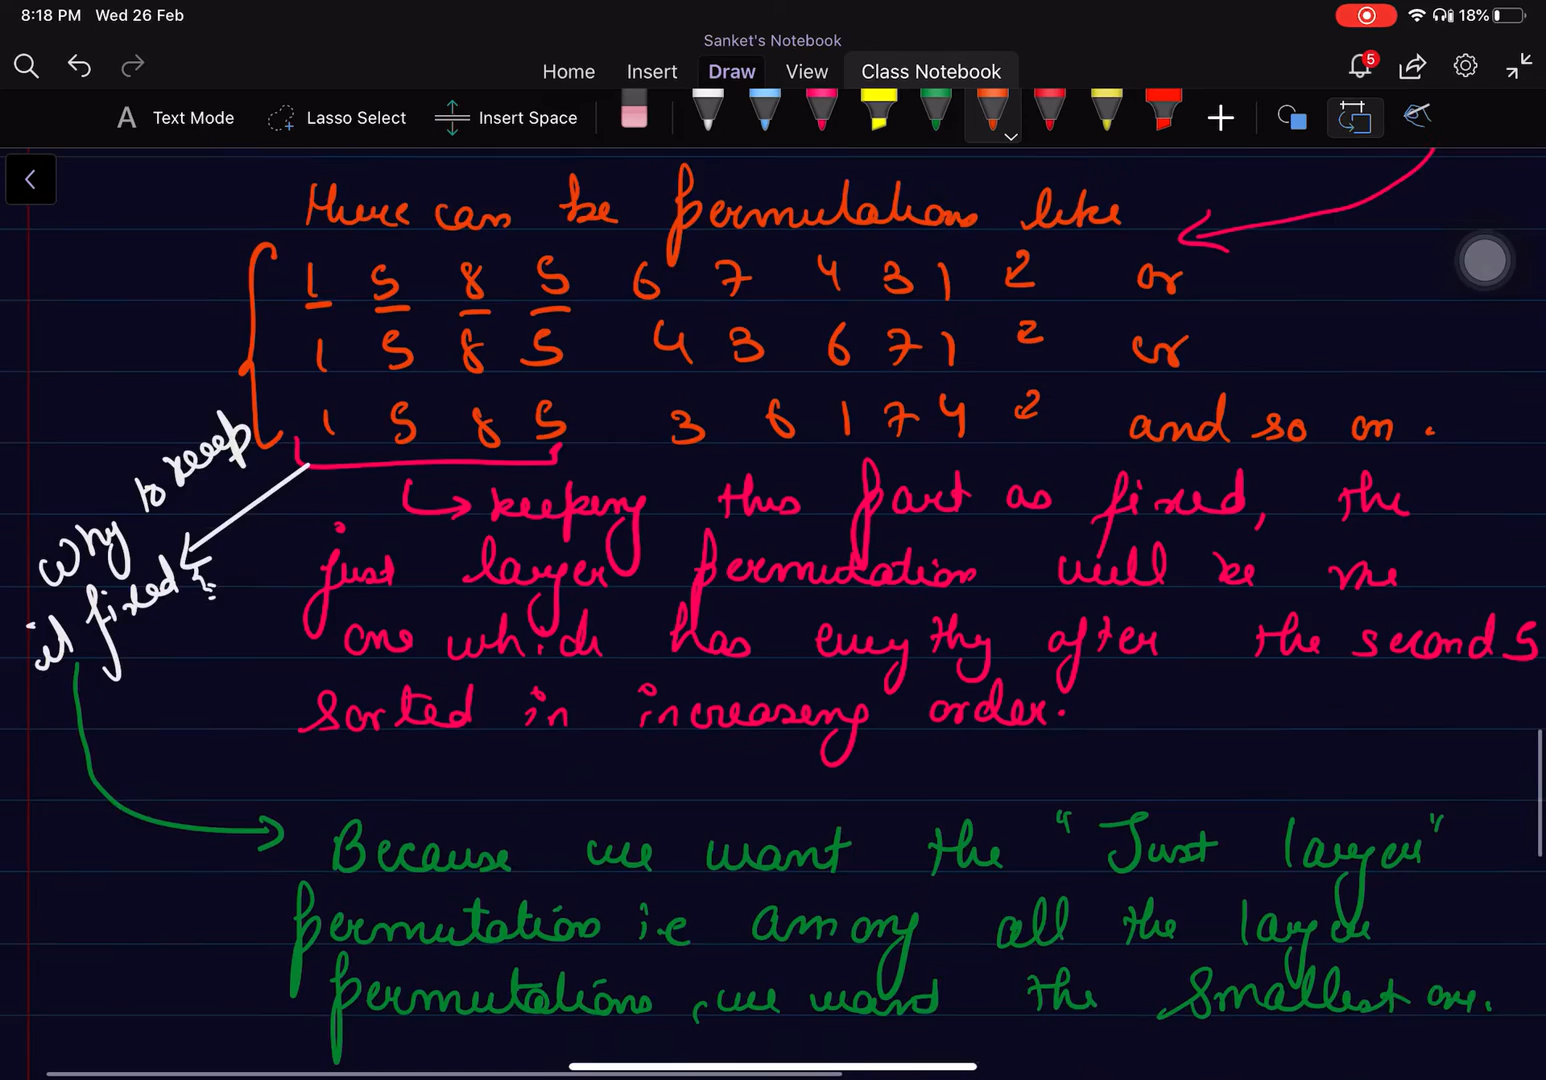 8:18 PM Wed 26 Feb
18%
Sanket's Notebook
Home Insert Draw View Class Notebook
5
A Text Mode Lasso Select Insert Space
There can be permutations like
1 5 8 5 6 7 4 3 1 2 or
1 5 8 5 4 3 6 7 1 2 or
1 5 8 5 3 6 1 7 4 2 and so on.
Why to keep
it fixed?
↳ keeping this part as fixed, the
just larger permutation will be the
one which has everythg after the second 5
sorted in increasing order.
Because we want the "Just larger"
permutation i.e among all the larger
permutations, we want the smallest one.